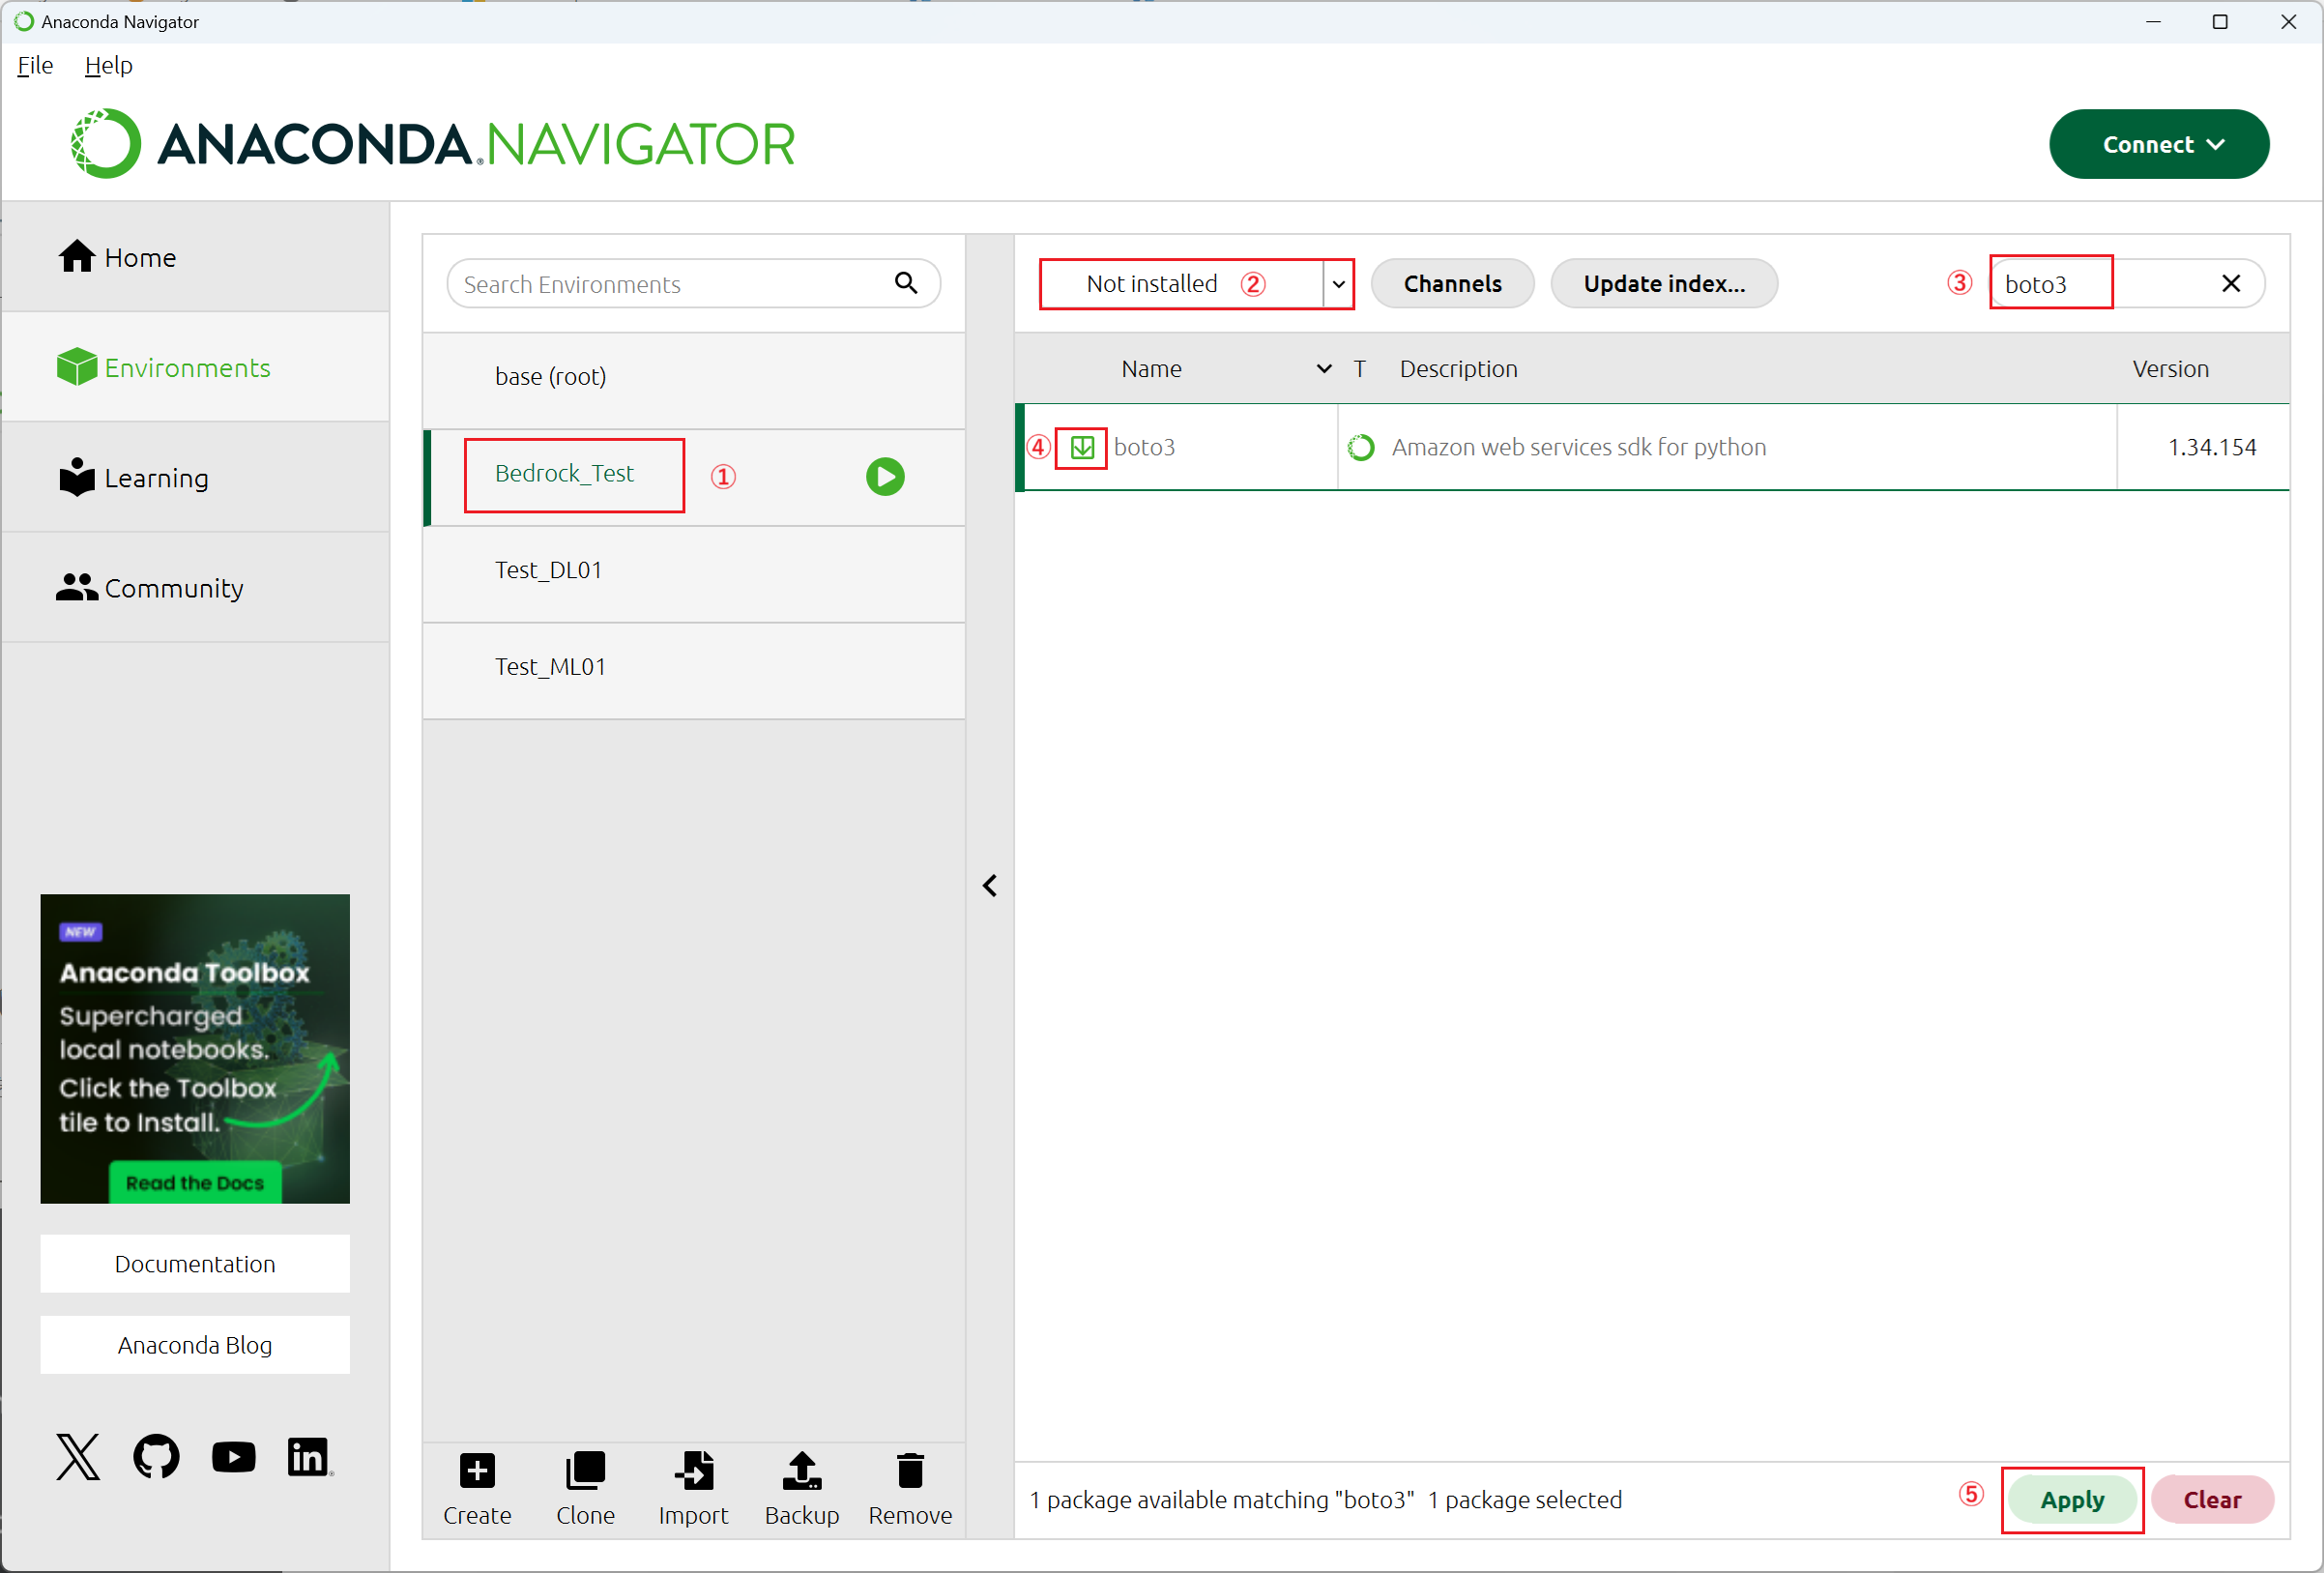 Anaconda Navigator
File Help
ANACONDA.NAVIGATOR
Connect
Home
Environments
Learning
Community
NEW
Anaconda Toolbox
Supercharged
local notebooks.
Click the Toolbox
tile to Install.
Read the Docs
Documentation
Anaconda Blog
Search Environments
base (root)
Bedrock_Test ①
Test_DL01
Test_ML01
Create Clone Import Backup Remove
Not installed ② Channels Update index... ③ boto3
Name T Description Version
④ boto3 Amazon web services sdk for python 1.34.154
1 package available matching "boto3" 1 package selected ⑤ Apply Clear